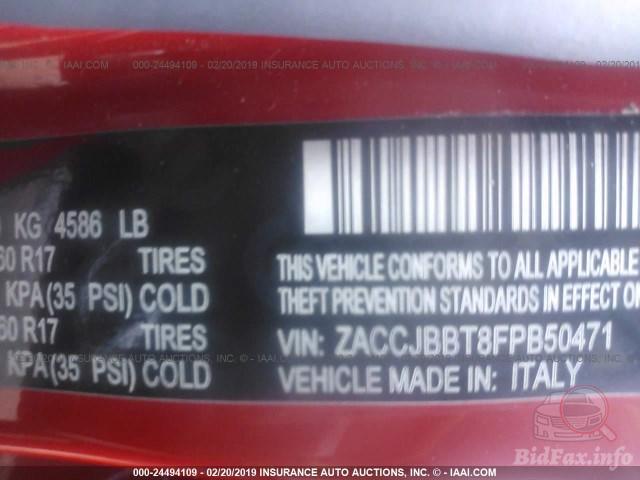 000-24494109 - 02/20/2019 INSURANCE AUTO AUCTIONS, INC. - IAAI.COM
KG 4586 LB
60 R17 TIRES
KPA(35 PSI) COLD
60 R17 TIRES
KPA(35 PSI) COLD
THIS VEHICLE CONFORMS TO ALL APPLICABLE
THEFT PREVENTION STANDARDS IN EFFECT ON
VIN: ZACCJBBT8FPB50471
VEHICLE MADE IN: ITALY
BidFax.info
000-24494109 - 02/20/2019 INSURANCE AUTO AUCTIONS, INC. - IAAI.COM